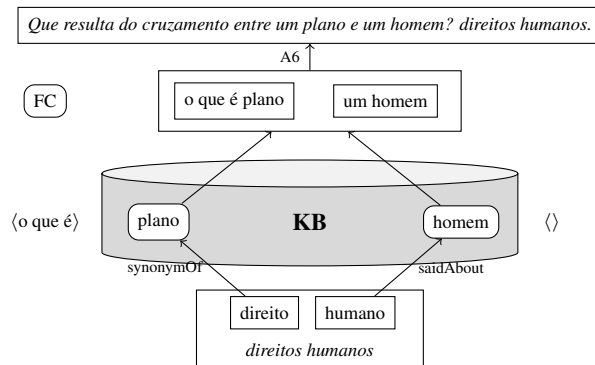 Que resulta do cruzamento entre um plano e um homem? direitos humanos.
A6
FC
o que é plano
um homem
⟨o que é⟩
plano
KB
homem
⟨⟩
synonymOf
saidAbout
direito
humano
direitos humanos